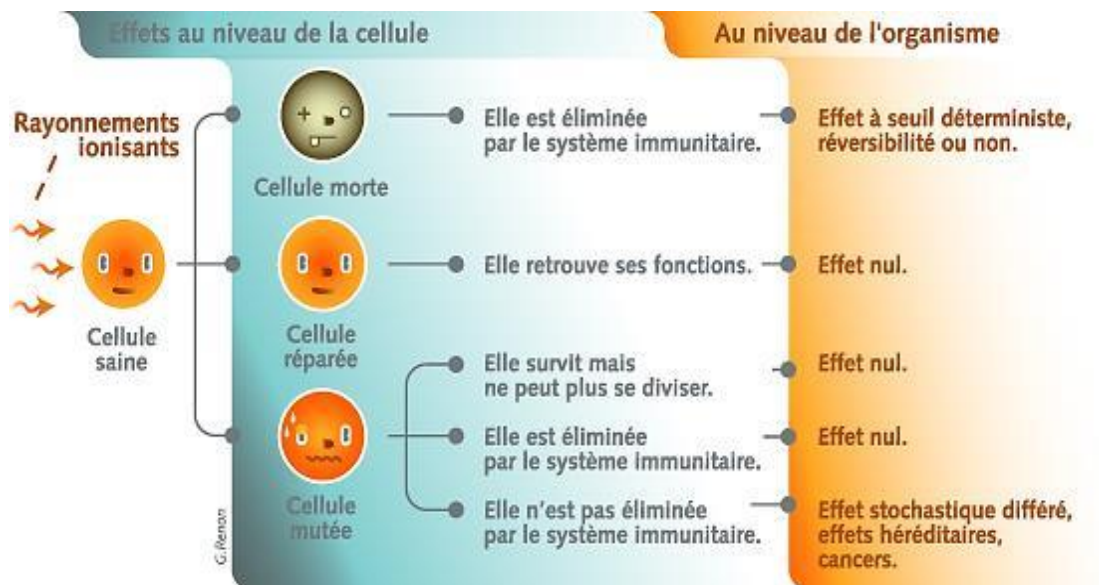 Effets au niveau de la cellule
Au niveau de l'organisme
Rayonnements
ionisants
Cellule
saine
Cellule morte
Elle est éliminée
par le système immunitaire.
Effet à seuil déterministe,
réversibilité ou non.
Cellule
réparée
Elle retrouve ses fonctions.
Effet nul.
Cellule
mutée
Elle survit mais
ne peut plus se diviser.
Effet nul.
Elle est éliminée
par le système immunitaire.
Effet nul.
Elle n'est pas éliminée
par le système immunitaire.
Effet stochastique différé,
effets héréditaires,
cancers.
G.Renon